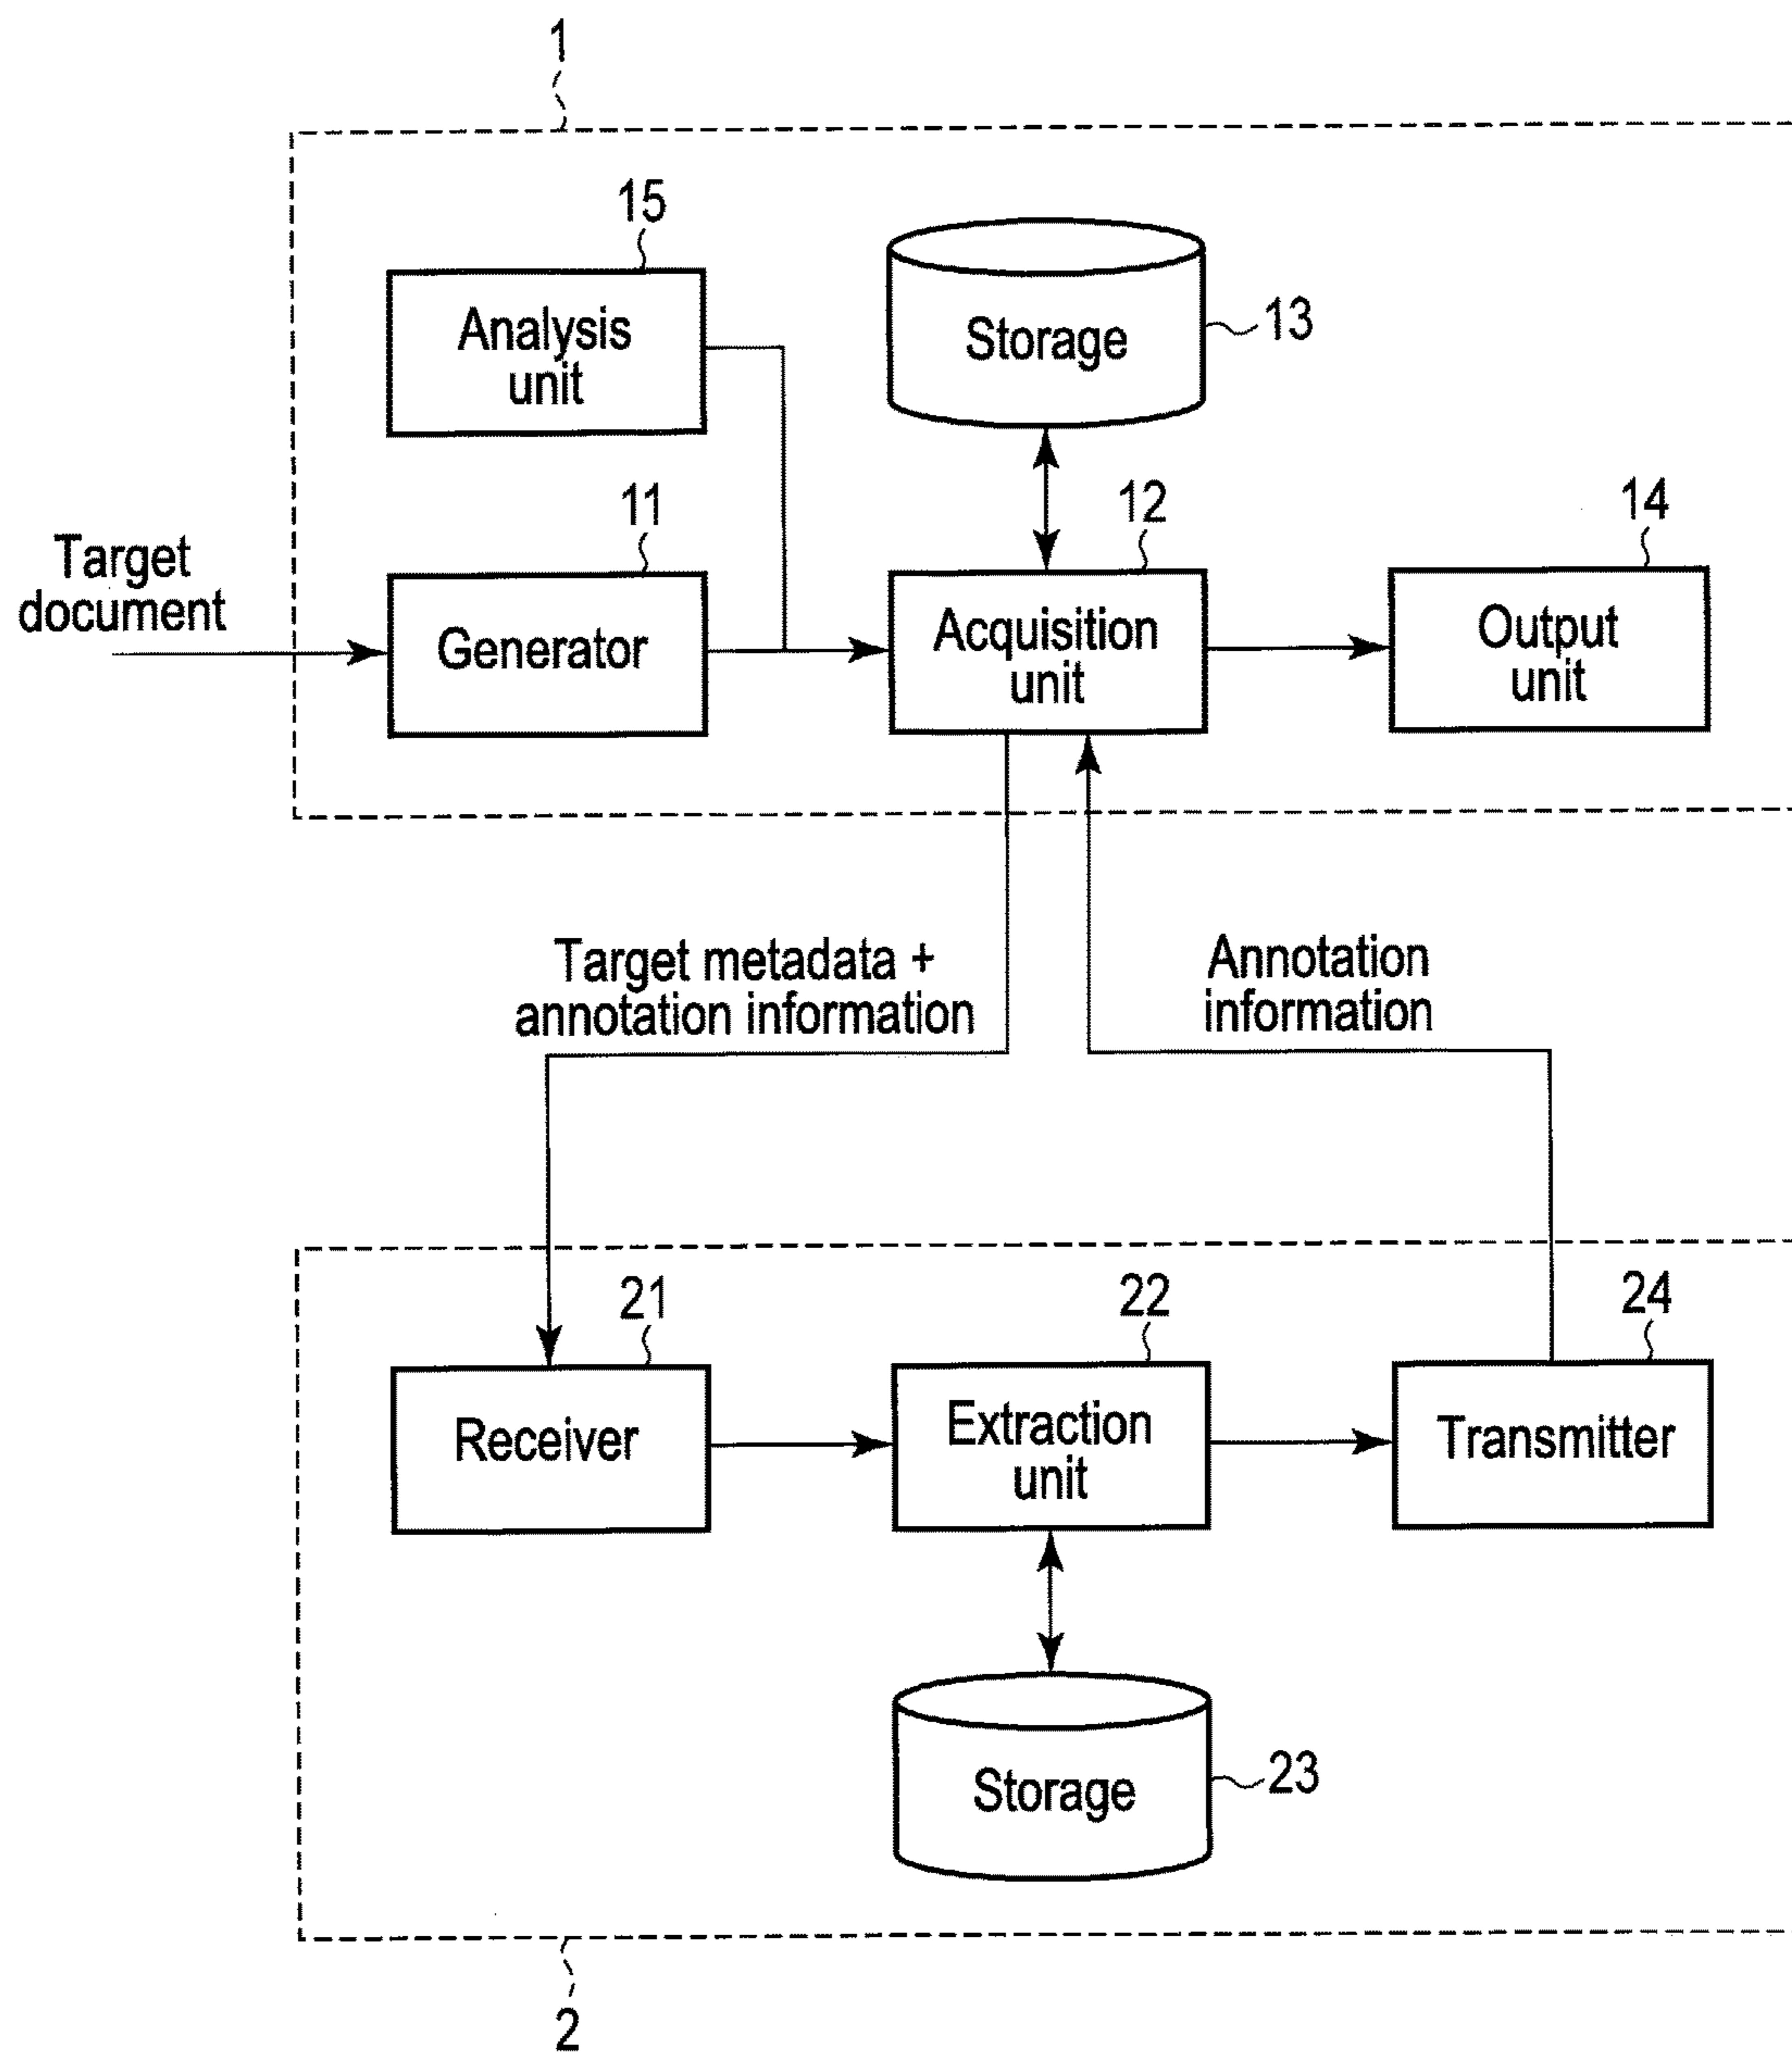 1
15
Analysis
unit
Storage
13
11
12
14
Target
document
Generator
Acquisition
unit
Output
unit
Target metadata +
annotation information
Annotation
information
21
22
24
Receiver
Extraction
unit
Transmitter
Storage
23
2